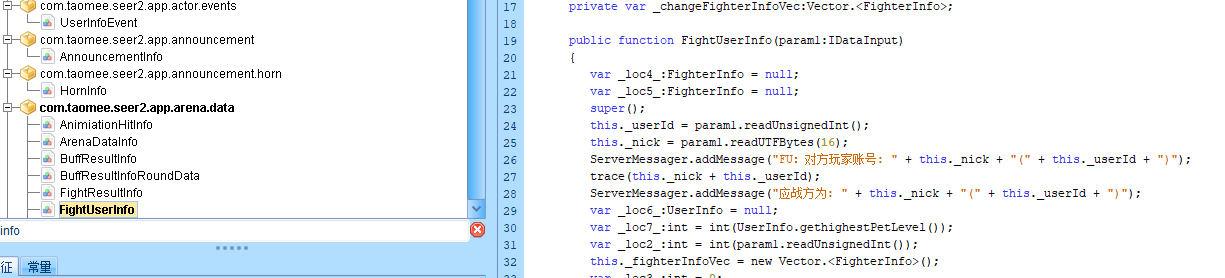 com.taomee.seer2.app.actor.events
UserInfoEvent
com.taomee.seer2.app.announcement
AnnouncementInfo
com.taomee.seer2.app.announcement.horn
HornInfo
com.taomee.seer2.app.arena.data
AnimiationHitInfo
ArenaDataInfo
BuffResultInfo
BuffResultInfoRoundData
FightResultInfo
FightUserInfo
info
征 常量
17 private var _changeFighterInfoVec:Vector.<FighterInfo>;
18
19 public function FightUserInfo(param1:IDataInput)
20 {
21 var _loc4_:FighterInfo = null;
22 var _loc5_:FighterInfo = null;
23 super();
24 this._userId = param1.readUnsignedInt();
25 this._nick = param1.readUTFBytes(16);
26 ServerMessager.addMessage("FU: 对方玩家账号: " + this._nick + "(" + this._userId + ")");
27 trace(this._nick + this._userId);
28 ServerMessager.addMessage("应战方为: " + this._nick + "(" + this._userId + ")");
29 var _loc6_:UserInfo = null;
30 var _loc7_:int = int(UserInfo.gethighestPetLevel());
31 var _loc2_:int = int(param1.readUnsignedInt());
32 this._fighterInfoVec = new Vector.<FighterInfo>();
33 var _loc3_:int = 0;